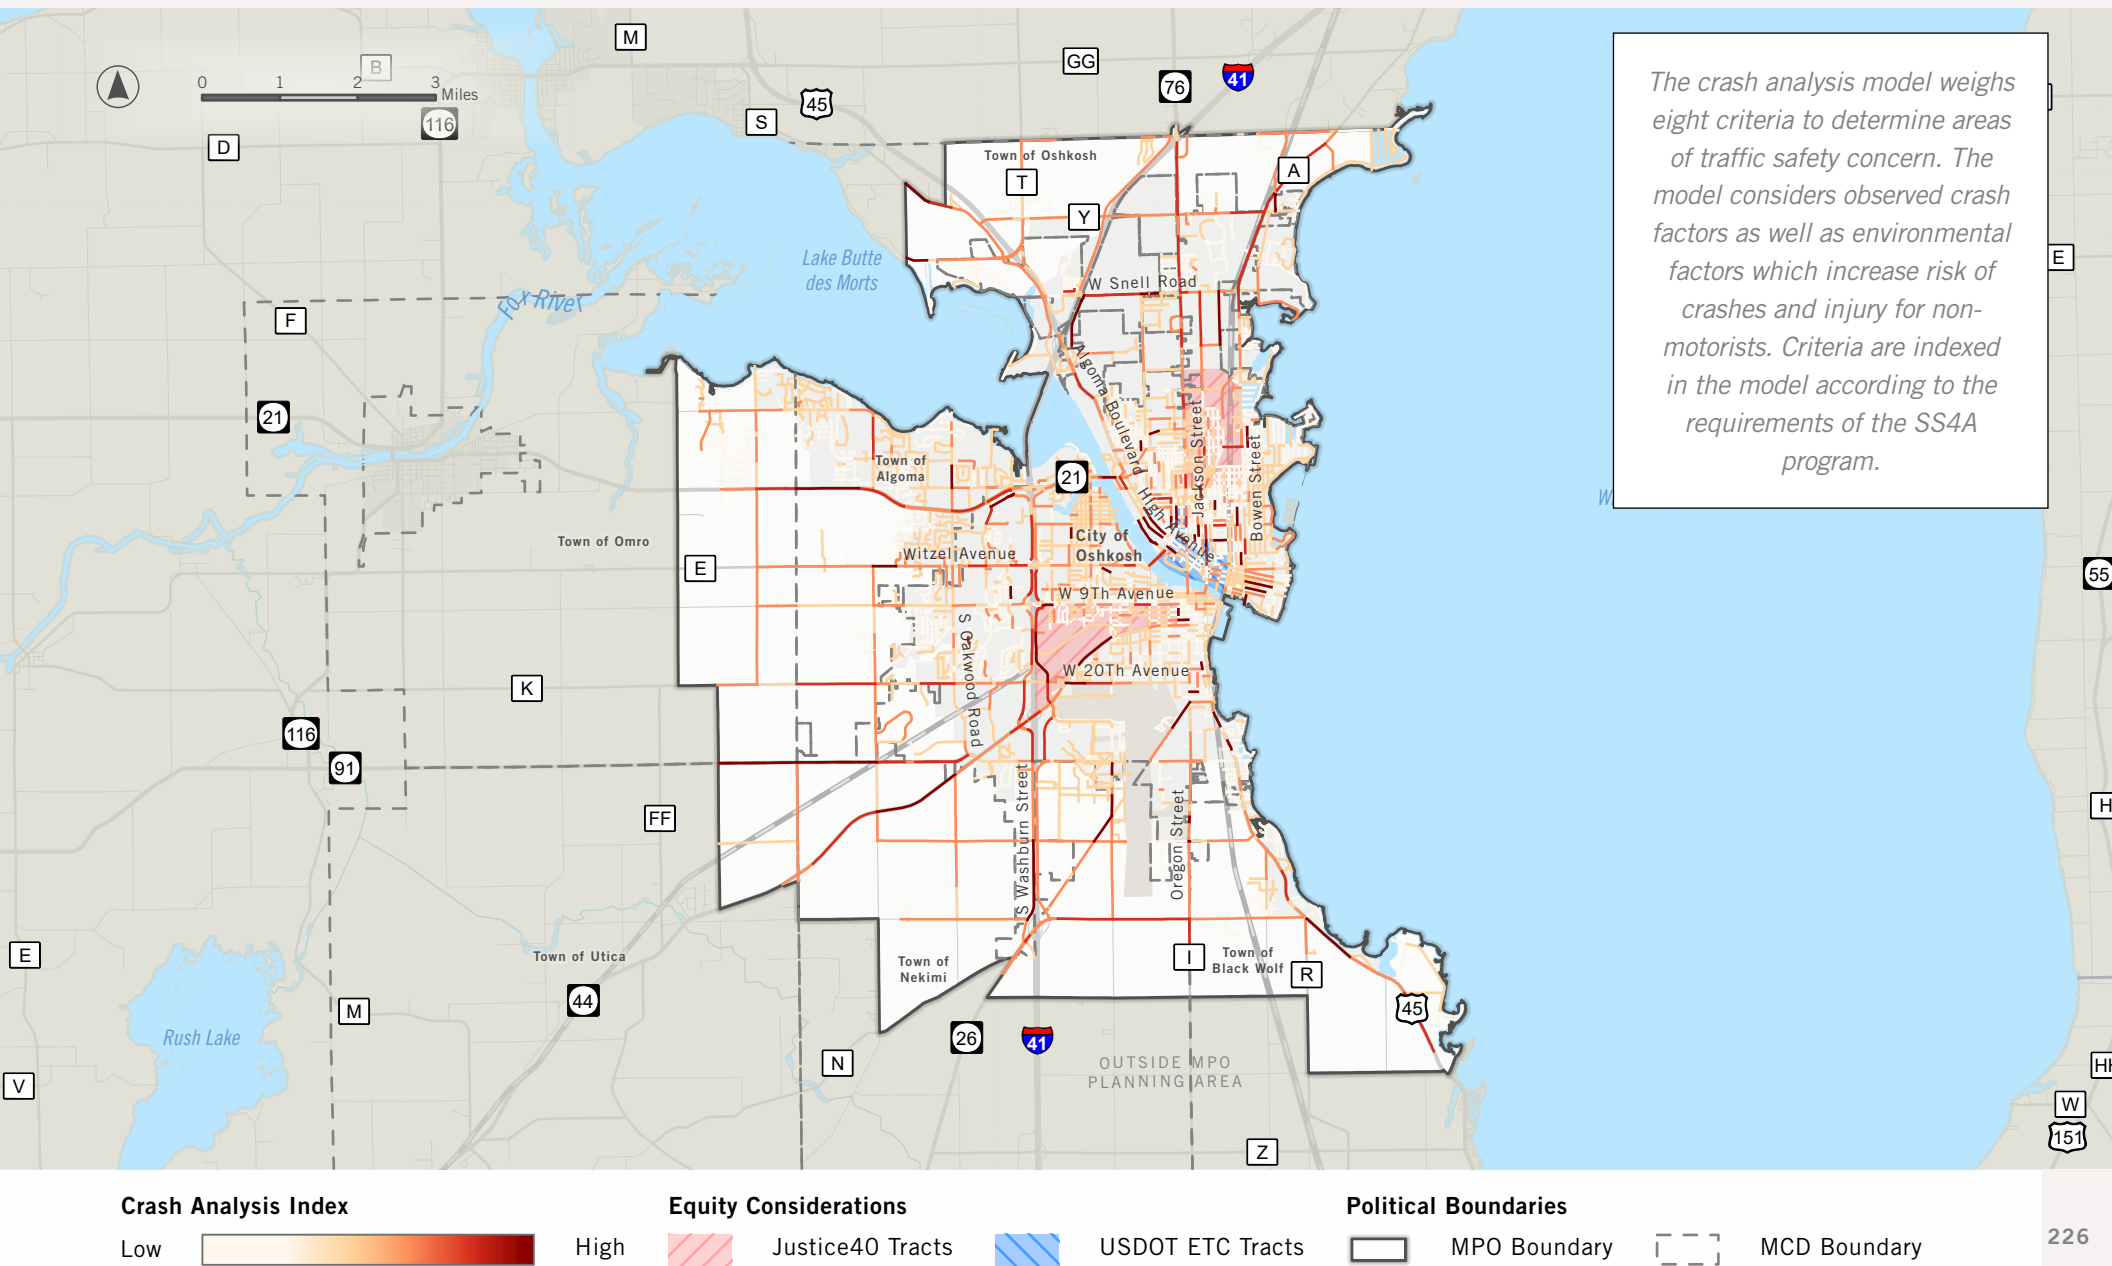 M
GG
76
41
B
0
1
2
3
Miles
45
S
116
D
The crash analysis model weighs
eight criteria to determine areas
of traffic safety concern. The
model considers observed crash
factors as well as environmental
factors which increase risk of
crashes and injury for non-
motorists. Criteria are indexed
in the model according to the
requirements of the SS4A
program.
Town of Oshkosh
T
A
Y
Lake Butte
des Morts
E
W Snell Road
Fox River
F
Algoma Boulevard
21
Jackson Street
Bowen Street
Town of
Algoma
21
High Avenue
W
Town of Omro
City of
Oshkosh
Witzel Avenue
E
55
W 9Th Avenue
S Oakwood Road
W 20Th Avenue
K
116
91
S Washburn Street
Oregon Street
FF
H
E
Town of Utica
Town of
Nekimi
I
Town of
Black Wolf
R
44
M
45
Rush Lake
26
41
N
OUTSIDE MPO
PLANNING AREA
HH
V
W
151
Z
Crash Analysis Index
Low
High
Equity Considerations
Justice40 Tracts
USDOT ETC Tracts
Political Boundaries
MPO Boundary
MCD Boundary
226